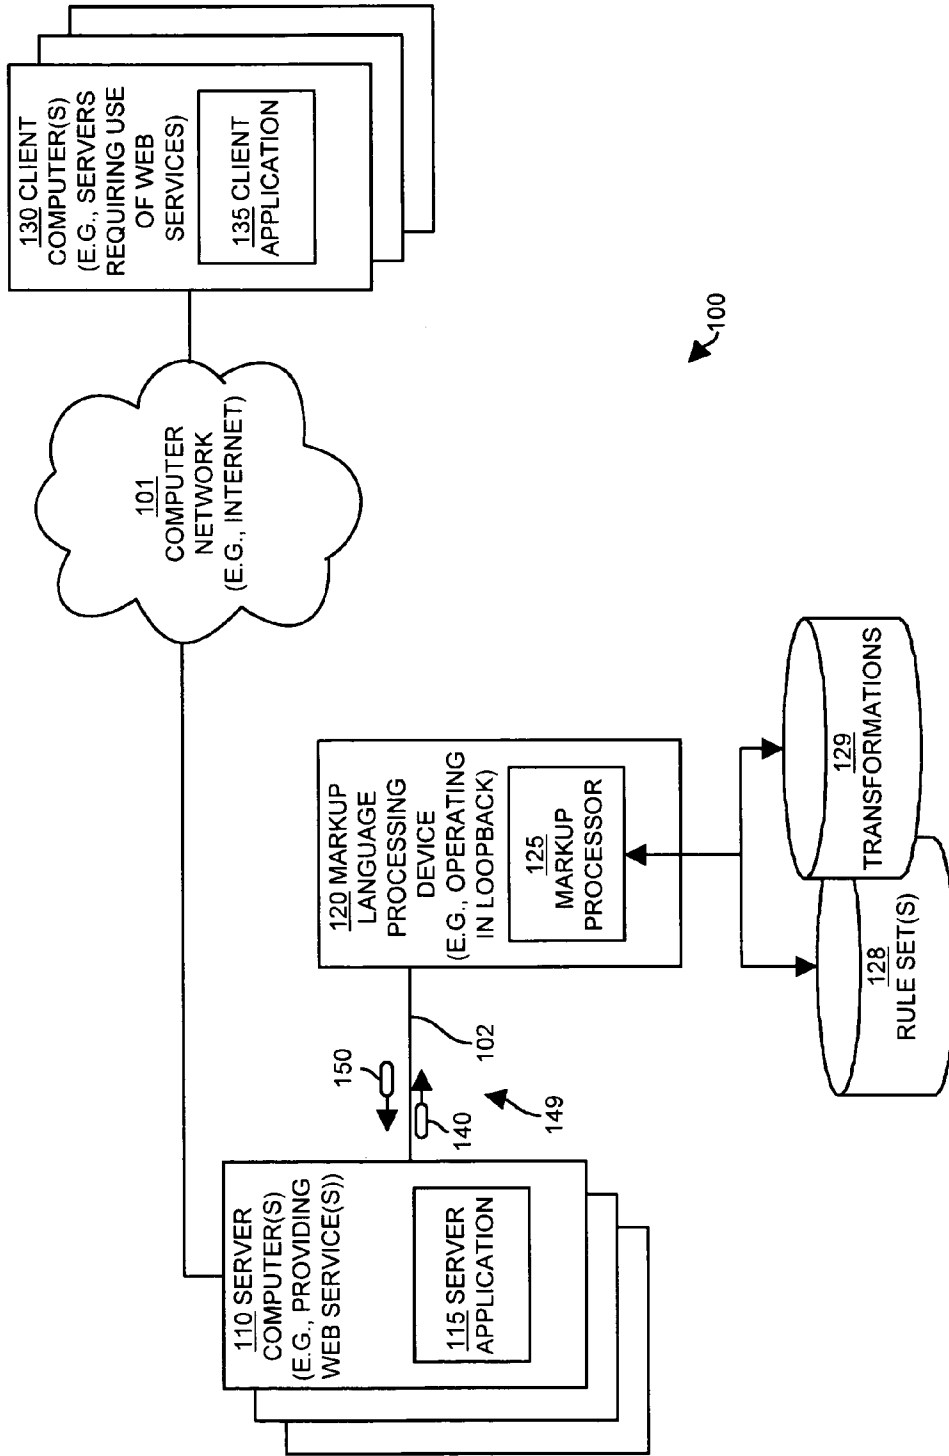 110 SERVER
COMPUTER(S)
(E.G., PROVIDING
WEB SERVICE(S))
115 SERVER
APPLICATION
150
140
149
102
120 MARKUP
LANGUAGE
PROCESSING
DEVICE
(E.G., OPERATING
IN LOOPBACK)
125
MARKUP
PROCESSOR
128
RULE SET(S)
129
TRANSFORMATIONS
101
COMPUTER
NETWORK
(E.G., INTERNET)
130 CLIENT
COMPUTER(S)
(E.G., SERVERS
REQUIRING USE
OF WEB
SERVICES)
135 CLIENT
APPLICATION
100